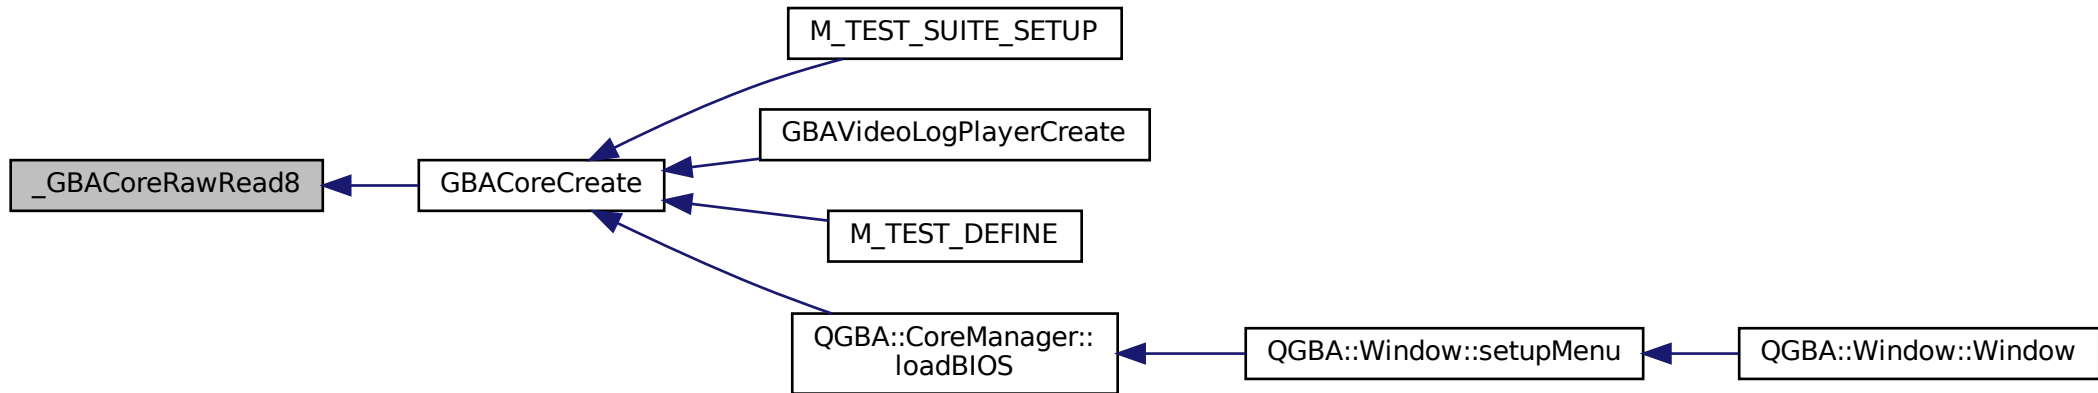 M_TEST_SUITE_SETUP
GBAVideoLogPlayerCreate
_GBACoreRawRead8
GBACoreCreate
M_TEST_DEFINE
QGBA::CoreManager::
loadBIOS
QGBA::Window::setupMenu
QGBA::Window::Window